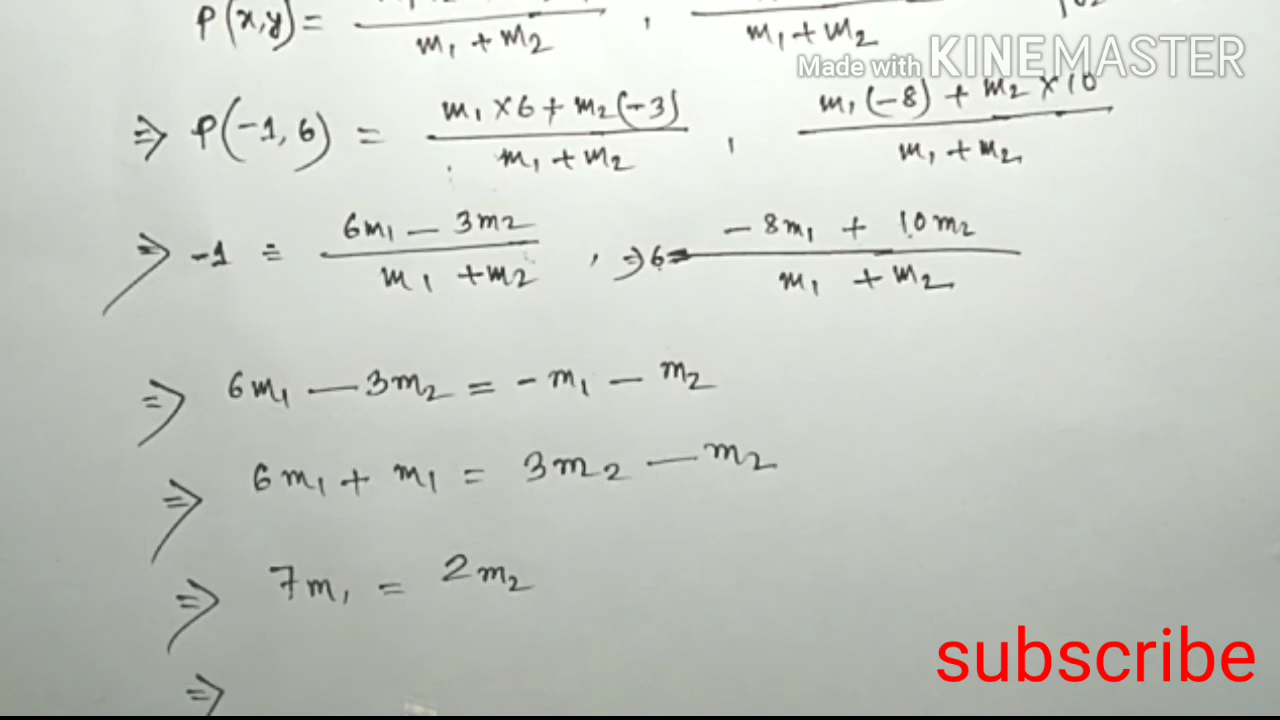 P(x,y) = / m₁ + m₂ , / m₁ + m₂
Made with KINEMASTER
⇒ P(-1, 6) = m₁ × 6 + m₂(-3) / m₁ + m₂ , m₁(-8) + m₂ × 10 / m₁ + m₂
⇒ -1 = 6m₁ - 3m₂ / m₁ + m₂ , ⇒ 6 = - 8m₁ + 10m₂ / m₁ + m₂
⇒ 6m₁ - 3m₂ = - m₁ - m₂
⇒ 6m₁ + m₁ = 3m₂ - m₂
⇒ 7m₁ = 2m₂
⇒
subscribe